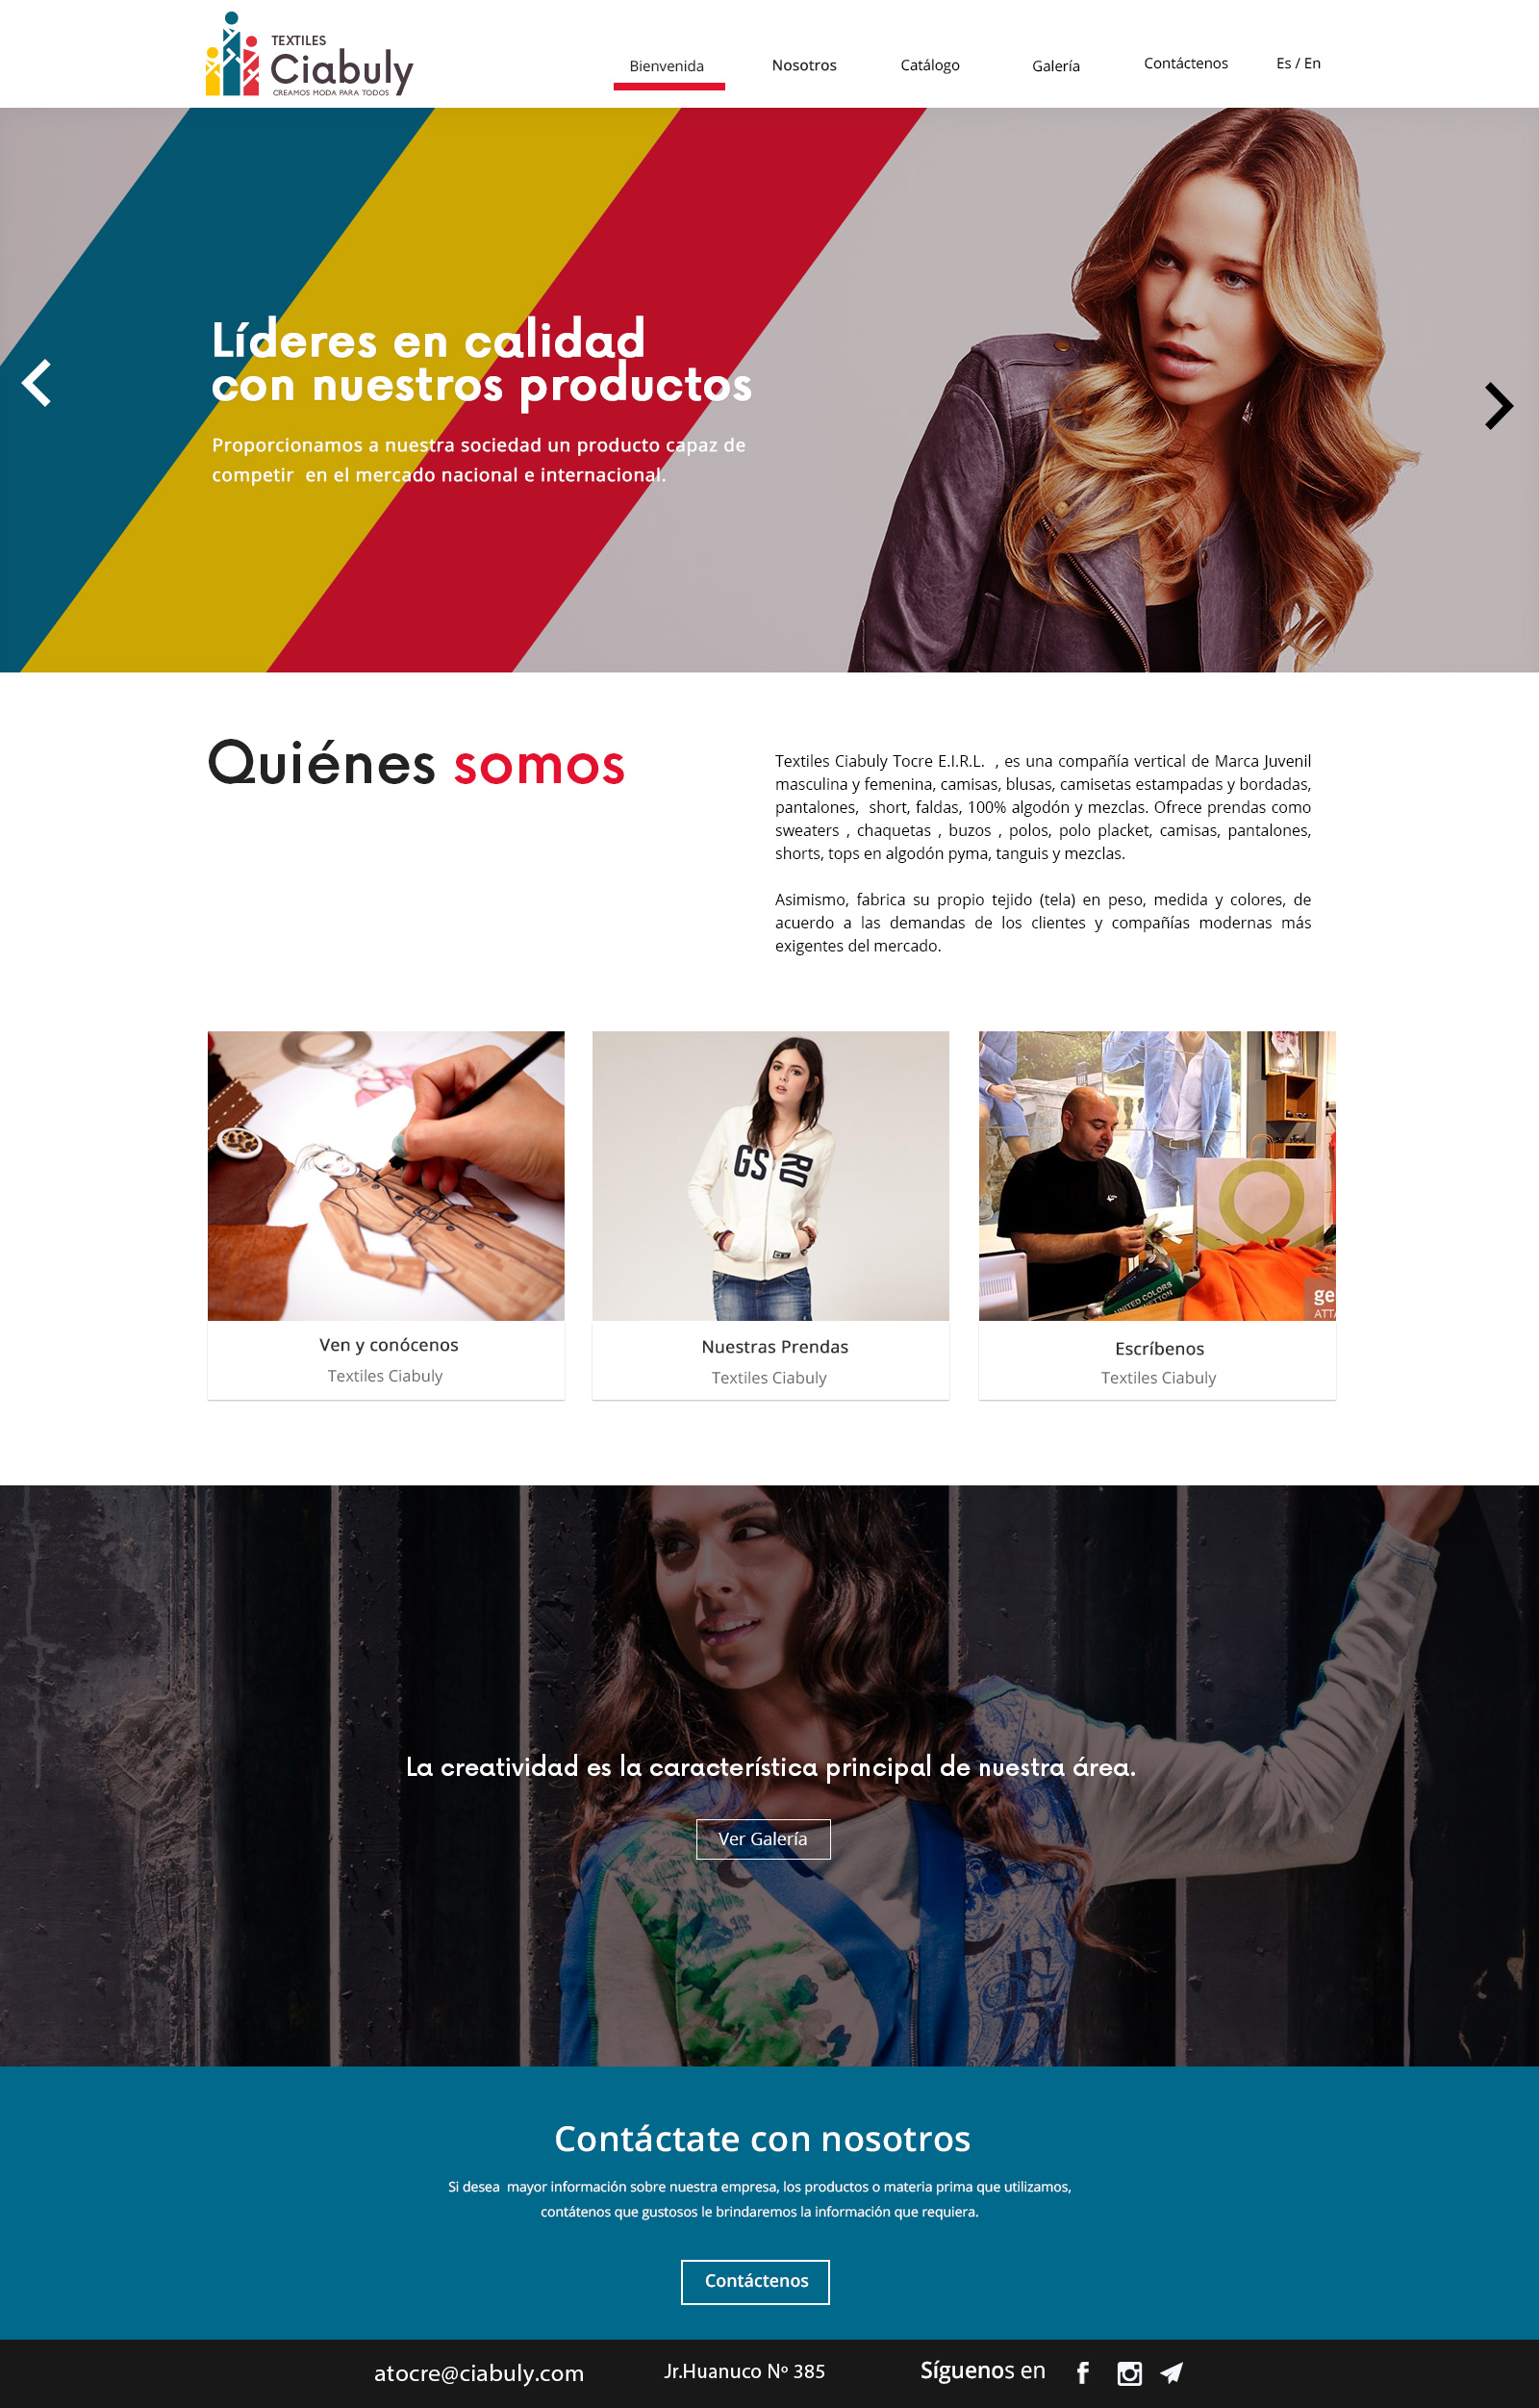 TEXTILES
Ciabuly
CREAMOS MODA PARA TODOS
Bienvenida
Nosotros
Catálogo
Galería
Contáctenos
Es / En
Líderes en calidad
con nuestros productos
Proporcionamos a nuestra sociedad un producto capaz de
competir en el mercado nacional e internacional.
Quiénes somos
Textiles Ciabuly Tocre E.I.R.L. , es una compañía vertical de Marca Juvenil
masculina y femenina, camisas, blusas, camisetas estampadas y bordadas,
pantalones, short, faldas, 100% algodón y mezclas. Ofrece prendas como
sweaters , chaquetas , buzos , polos, polo placket, camisas, pantalones,
shorts, tops en algodón pyma, tanguis y mezclas.
Asimismo, fabrica su propio tejido (tela) en peso, medida y colores, de
acuerdo a las demandas de los clientes y compañías modernas más
exigentes del mercado.
GS RD
UNITED COLORS
ge
ATTA
Ven y conócenos
Textiles Ciabuly
Nuestras Prendas
Textiles Ciabuly
Escríbenos
Textiles Ciabuly
La creatividad es la característica principal de nuestra área.
Ver Galería
Contáctate con nosotros
Si desea mayor información sobre nuestra empresa, los productos o materia prima que utilizamos,
contátenos que gustosos le brindaremos la información que requiera.
Contáctenos
atocre@ciabuly.com
Jr.Huanuco Nº 385
Síguenos en